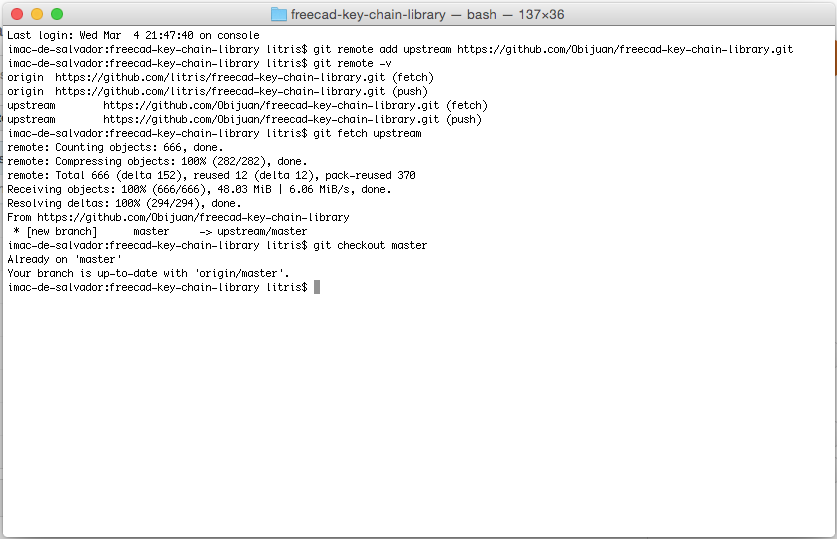 freecad-key-chain-library — bash — 137×36
Last login: Wed Mar  4 21:47:40 on console
imac-de-salvador:freecad-key-chain-library litris$ git remote add upstream https://github.com/Obijuan/freecad-key-chain-library.git
imac-de-salvador:freecad-key-chain-library litris$ git remote -v
origin  https://github.com/litris/freecad-key-chain-library.git (fetch)
origin  https://github.com/litris/freecad-key-chain-library.git (push)
upstream        https://github.com/Obijuan/freecad-key-chain-library.git (fetch)
upstream        https://github.com/Obijuan/freecad-key-chain-library.git (push)
imac-de-salvador:freecad-key-chain-library litris$ git fetch upstream
remote: Counting objects: 666, done.
remote: Compressing objects: 100% (282/282), done.
remote: Total 666 (delta 152), reused 12 (delta 12), pack-reused 370
Receiving objects: 100% (666/666), 48.03 MiB | 6.06 MiB/s, done.
Resolving deltas: 100% (294/294), done.
From https://github.com/Obijuan/freecad-key-chain-library
 * [new branch]      master     -> upstream/master
imac-de-salvador:freecad-key-chain-library litris$ git checkout master
Already on 'master'
Your branch is up-to-date with 'origin/master'.
imac-de-salvador:freecad-key-chain-library litris$